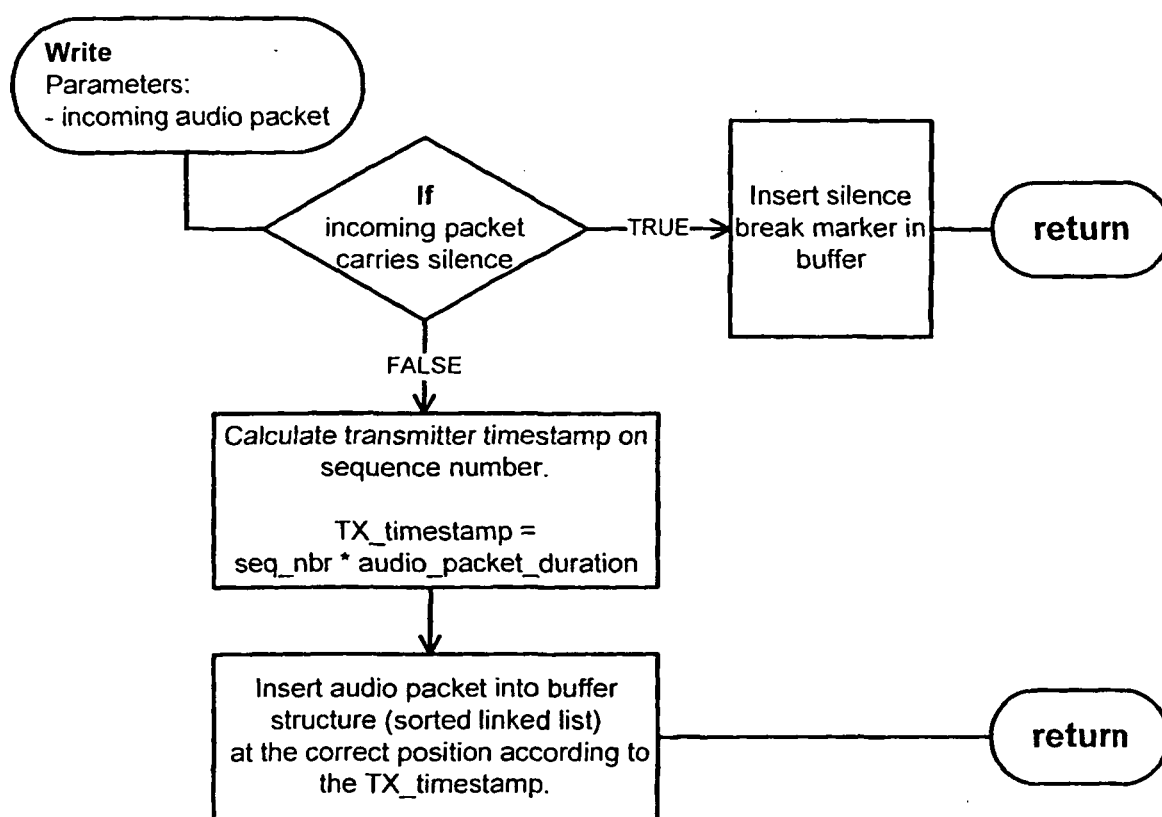 Write
Parameters:
- incoming audio packet
If
incoming packet
carries silence
TRUE
Insert silence
break marker in
buffer
return
FALSE
Calculate transmitter timestamp on
sequence number.
TX_timestamp =
seq_nbr * audio_packet_duration
Insert audio packet into buffer
structure (sorted linked list)
at the correct position according to
the TX_timestamp.
return